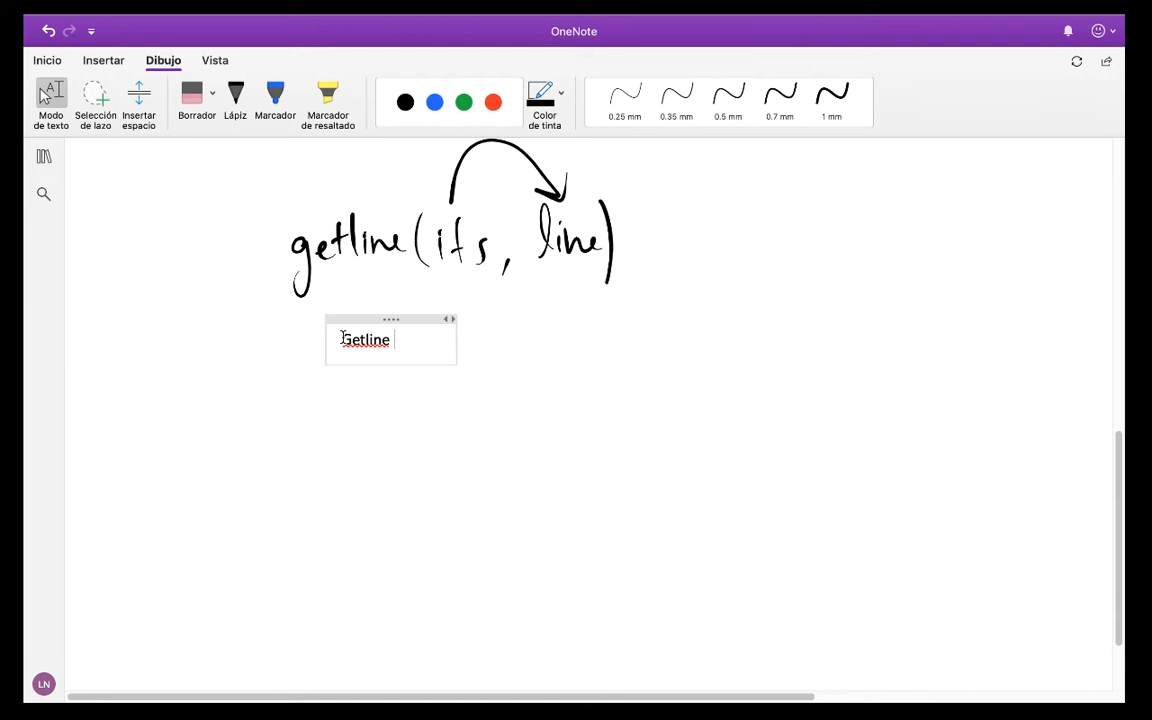 OneNote
Inicio Insertar Dibujo Vista
Modo de texto
Selección de lazo
Insertar espacio
Borrador
Lápiz
Marcador
Marcador de resaltado
Color de tinta
0.25 mm
0.35 mm
0.5 mm
0.7 mm
1 mm
getline(ifs, line)
Getline
LN